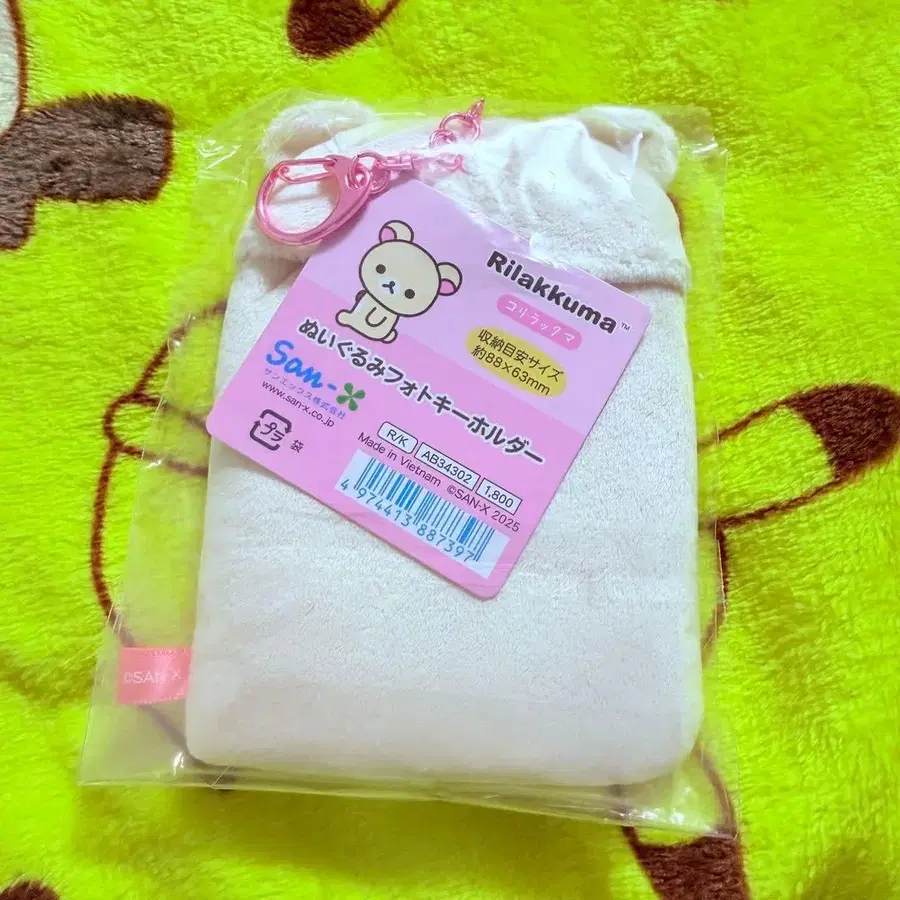 Rilakkuma™
コリラックマ
収納目安サイズ
約88×63mm
ぬいぐるみフォトキーホルダー
San-X
サンエックス株式会社
www.san-x.co.jp
プラ 袋
R/K AB34302 1,800
Made in Vietnam ©SAN-X 2025
4 974413 887397
©SAN-X